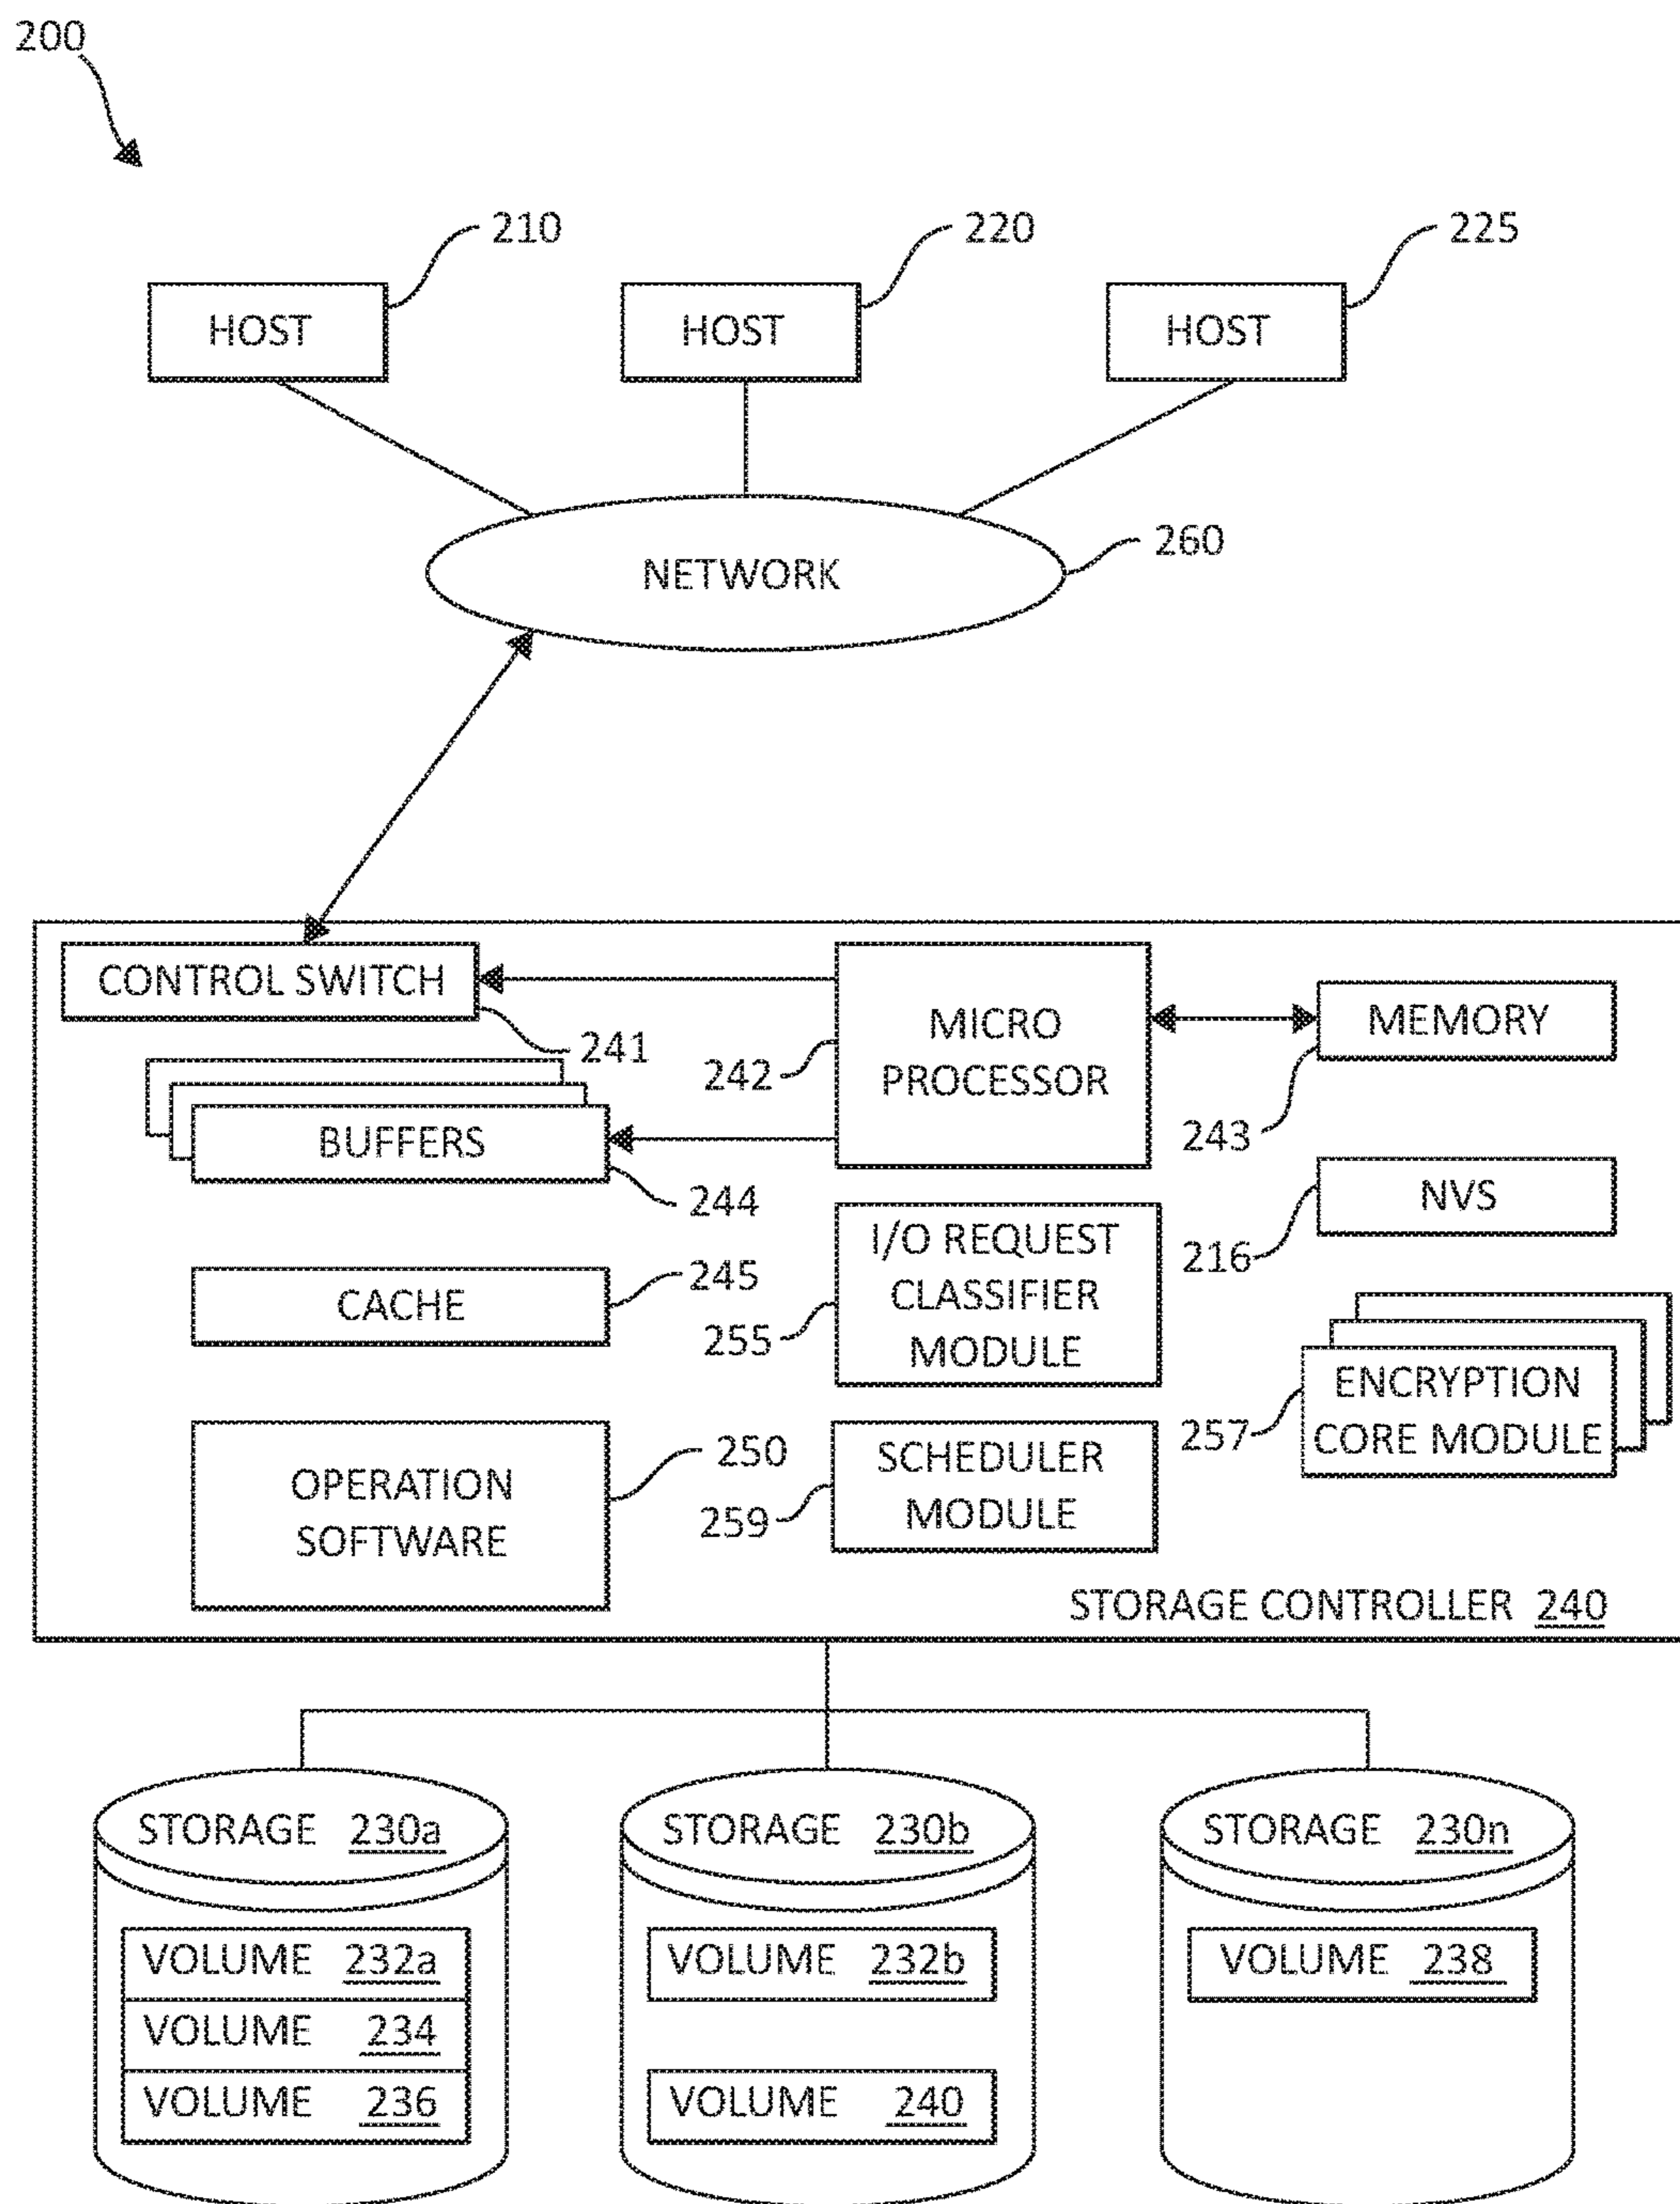 200
210
220
225
HOST
HOST
HOST
260
NETWORK
CONTROL SWITCH
241
MICRO
PROCESSOR
242
MEMORY
243
BUFFERS
244
NVS
216
I/O REQUEST
CLASSIFIER
MODULE
255
CACHE
245
ENCRYPTION
CORE MODULE
257
OPERATION
SOFTWARE
250
SCHEDULER
MODULE
259
STORAGE CONTROLLER 240
STORAGE 230a
VOLUME 232a
VOLUME 234
VOLUME 236
STORAGE 230b
VOLUME 232b
VOLUME 240
STORAGE 230n
VOLUME 238